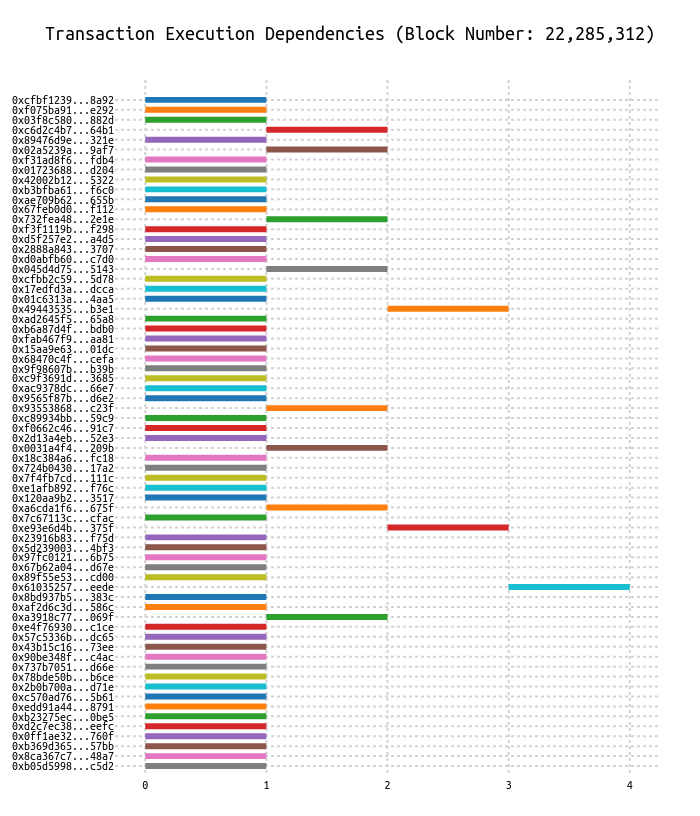 Transaction Execution Dependencies (Block Number: 22,285,312)
0xcfbf1239...8a92
0xf075ba91...e292
0x03f8c580...882d
0xc6d2c4b7...64b1
0x89476d9e...321e
0x02a5239a...9af7
0xf31ad8f6...fdb4
0x01723688...d204
0x42002b12...5322
0xb3bfba61...f6c0
0xae709b62...655b
0x67feb0d0...f112
0x732fea48...2e1e
0xf3f1119b...f298
0xd5f257e2...a4d5
0x2888a843...3707
0xd0abfb60...c7d0
0x045d4d75...5143
0xcfbb2c59...5d78
0x17edfd3a...dcca
0x01c6313a...4aa5
0x49443535...b3e1
0xad2645f5...65a8
0xb6a87d4f...bdb0
0xfab467f9...aa81
0x15aa9e63...01dc
0x68470c4f...cefa
0x9f98607b...b39b
0xc9f3691d...3685
0xac9378dc...66e7
0x9565f87b...d6e2
0x93553868...c23f
0xc89934bb...59c9
0xf0662c46...91c7
0x2d13a4eb...52e3
0x0031a4f4...209b
0x18c384a6...fc18
0x724b0430...17a2
0x7f4fb7cd...111c
0xe1afb892...f76c
0x120aa9b2...3517
0xa6cda1f6...675f
0x7c67113c...cfac
0xe93e6d4b...375f
0x23916b83...f75d
0x5d239003...4bf3
0x97fc0121...6b75
0x67b62a04...d67e
0x89f55e53...cd00
0x61035257...eede
0x8bd937b5...383c
0xaf2d6c3d...586c
0xa3918c77...069f
0xe4f76930...c1ce
0x57c5336b...dc65
0x43b15c16...73ee
0x90be348f...c4ac
0x737b7051...d66e
0x78bde50b...b6ce
0x2b0b700a...d71e
0xc570ad76...5b61
0xedd91a44...8791
0xb23275ec...0be5
0xd2c7ec38...eefc
0x0ff1ae32...760f
0xb369d365...57bb
0x8ca367c7...48a7
0xb05d5998...c5d2
0 1 2 3 4